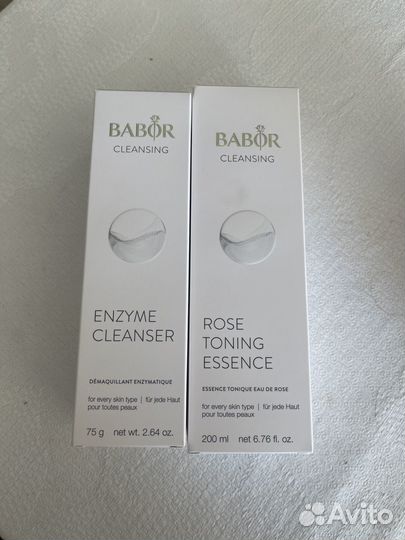 BABOR
CLEANSING
ENZYME
CLEANSER
DÉMAQUILLANT ENZYMATIQUE
for every skin type | für jede Haut
pour toutes peaux
75 g net wt. 2.64 oz.
BABOR
CLEANSING
ROSE
TONING
ESSENCE
ESSENCE TONIQUE EAU DE ROSE
for every skin type | für jede Haut
pour toutes peaux
200 ml net 6.76 fl. oz.
Avito